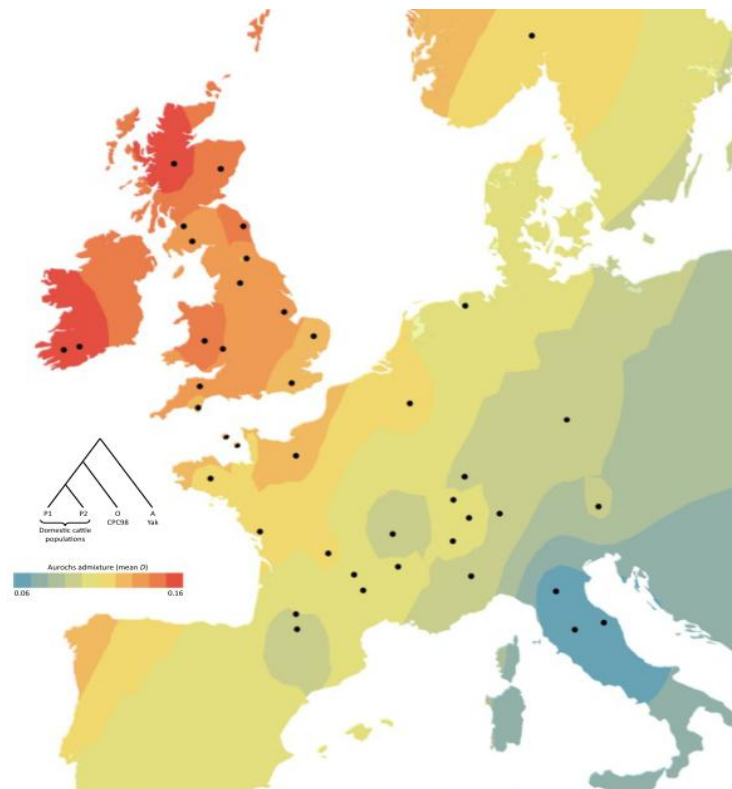 P1 P2 O A
CPC98 Yak
Domestic cattle
populations
Aurochs admixture (mean D)
0.06 0.16